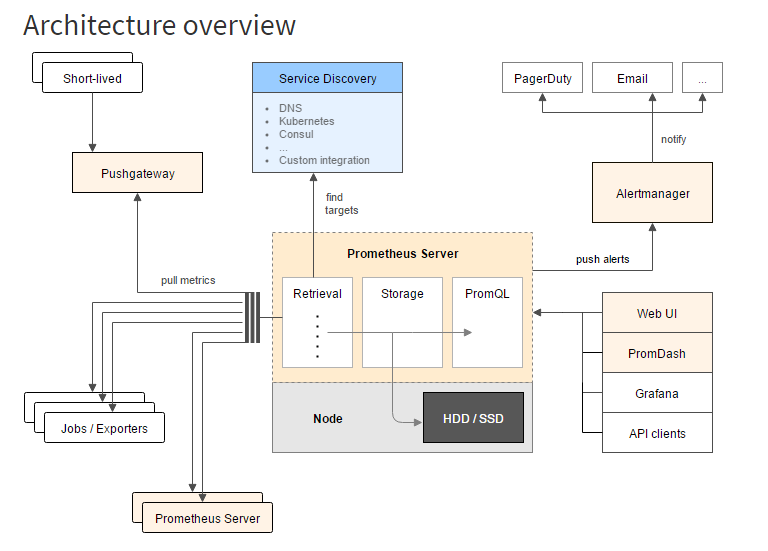 Architecture overview
Short-lived
Service Discovery
• DNS
• Kubernetes
• Consul
• ...
• Custom integration
PagerDuty
Email
...
notify
Pushgateway
Alertmanager
find
targets
pull metrics
Prometheus Server
push alerts
Retrieval
Storage
PromQL
Web UI
PromDash
Grafana
API clients
Jobs / Exporters
Node
HDD / SSD
Prometheus Server